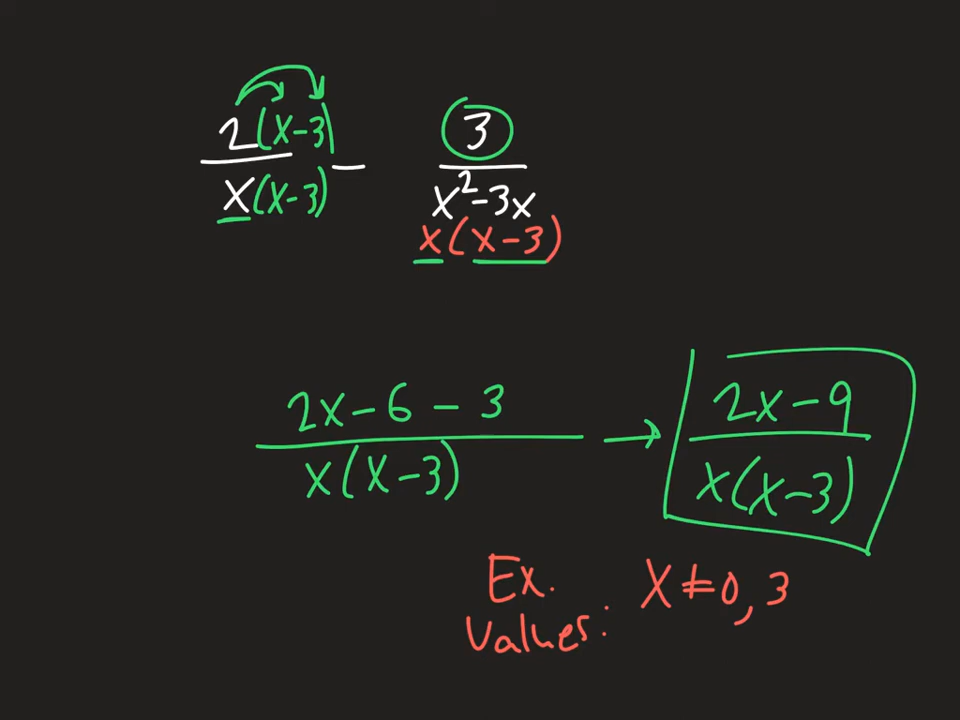 2(x-3) / x(x-3) - 3 / x²-3x
x(x-3)
2x-6-3 / x(x-3) → 2x-9 / x(x-3)
Ex. Values: x≠0,3